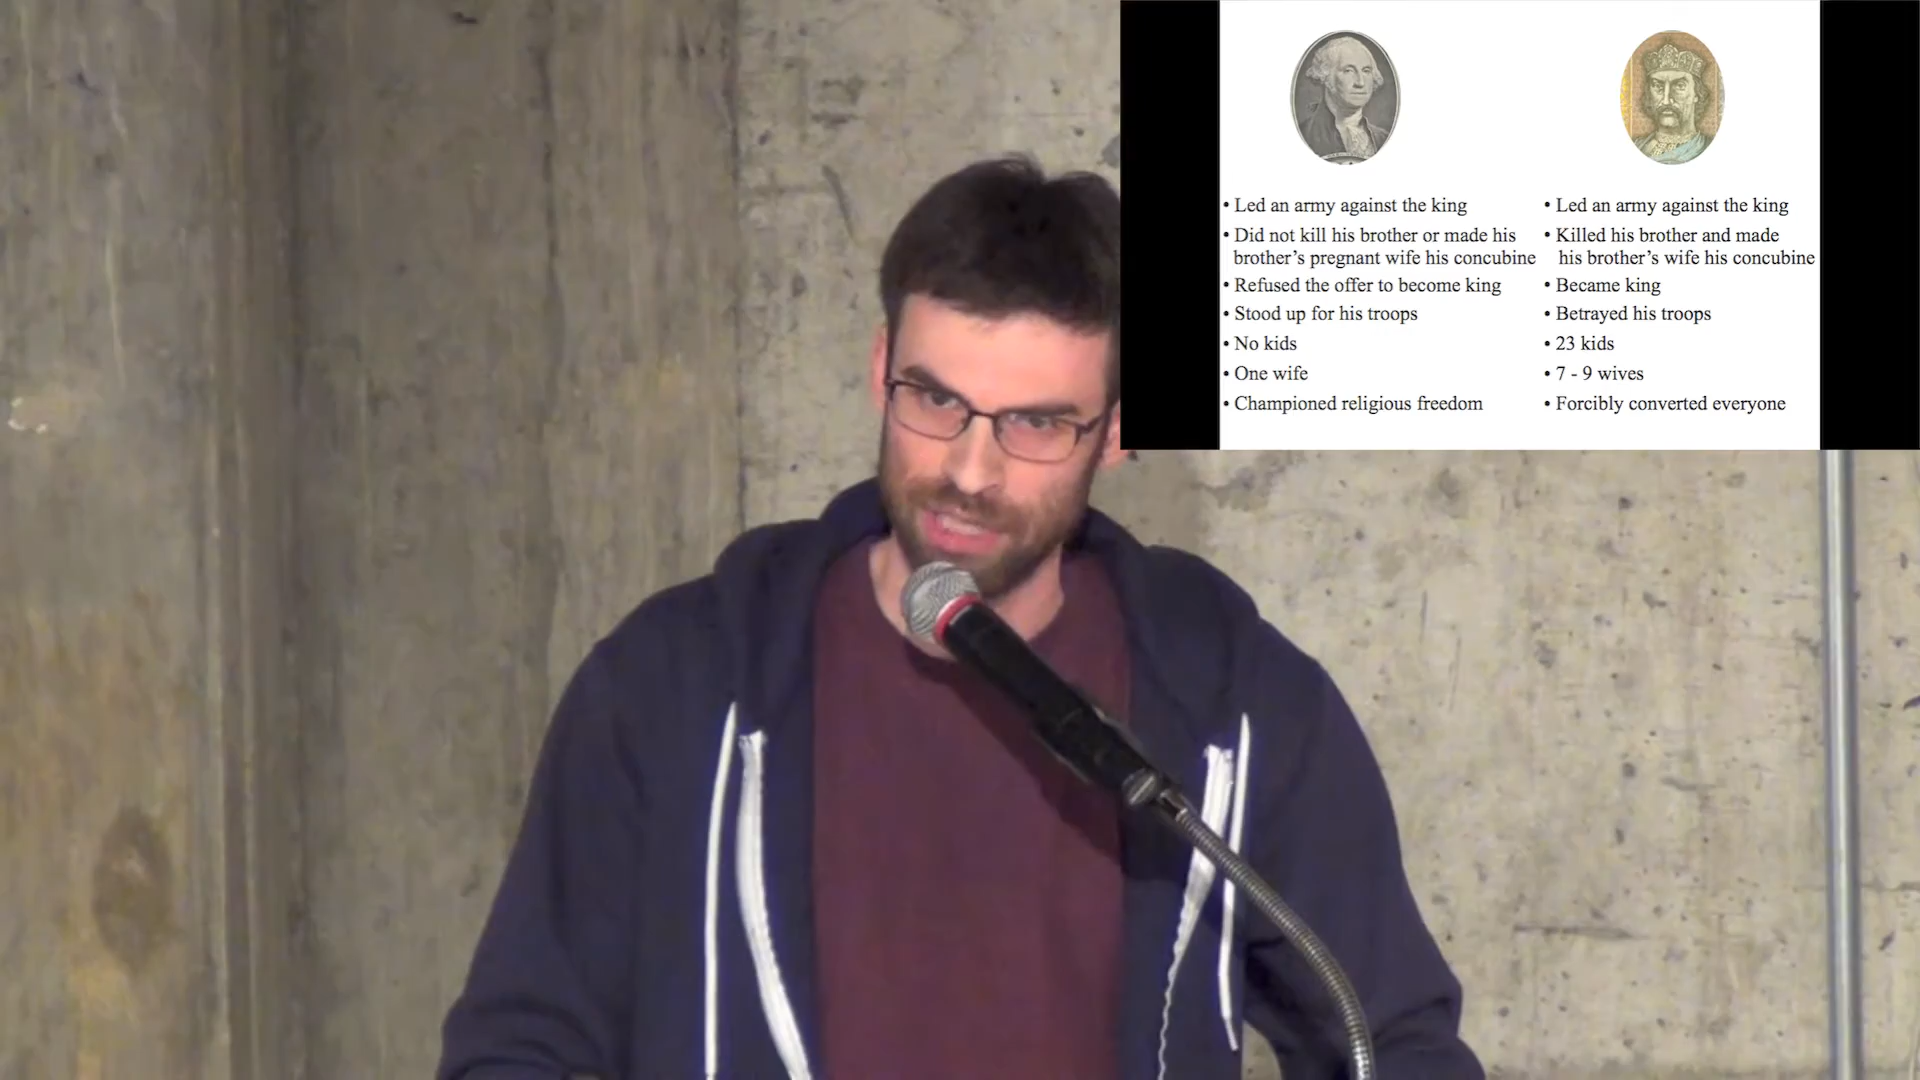 • Led an army against the king
• Did not kill his brother or made his
brother’s pregnant wife his concubine
• Refused the offer to become king
• Stood up for his troops
• No kids
• One wife
• Championed religious freedom
• Led an army against the king
• Killed his brother and made
his brother’s wife his concubine
• Became king
• Betrayed his troops
• 23 kids
• 7 - 9 wives
• Forcibly converted everyone